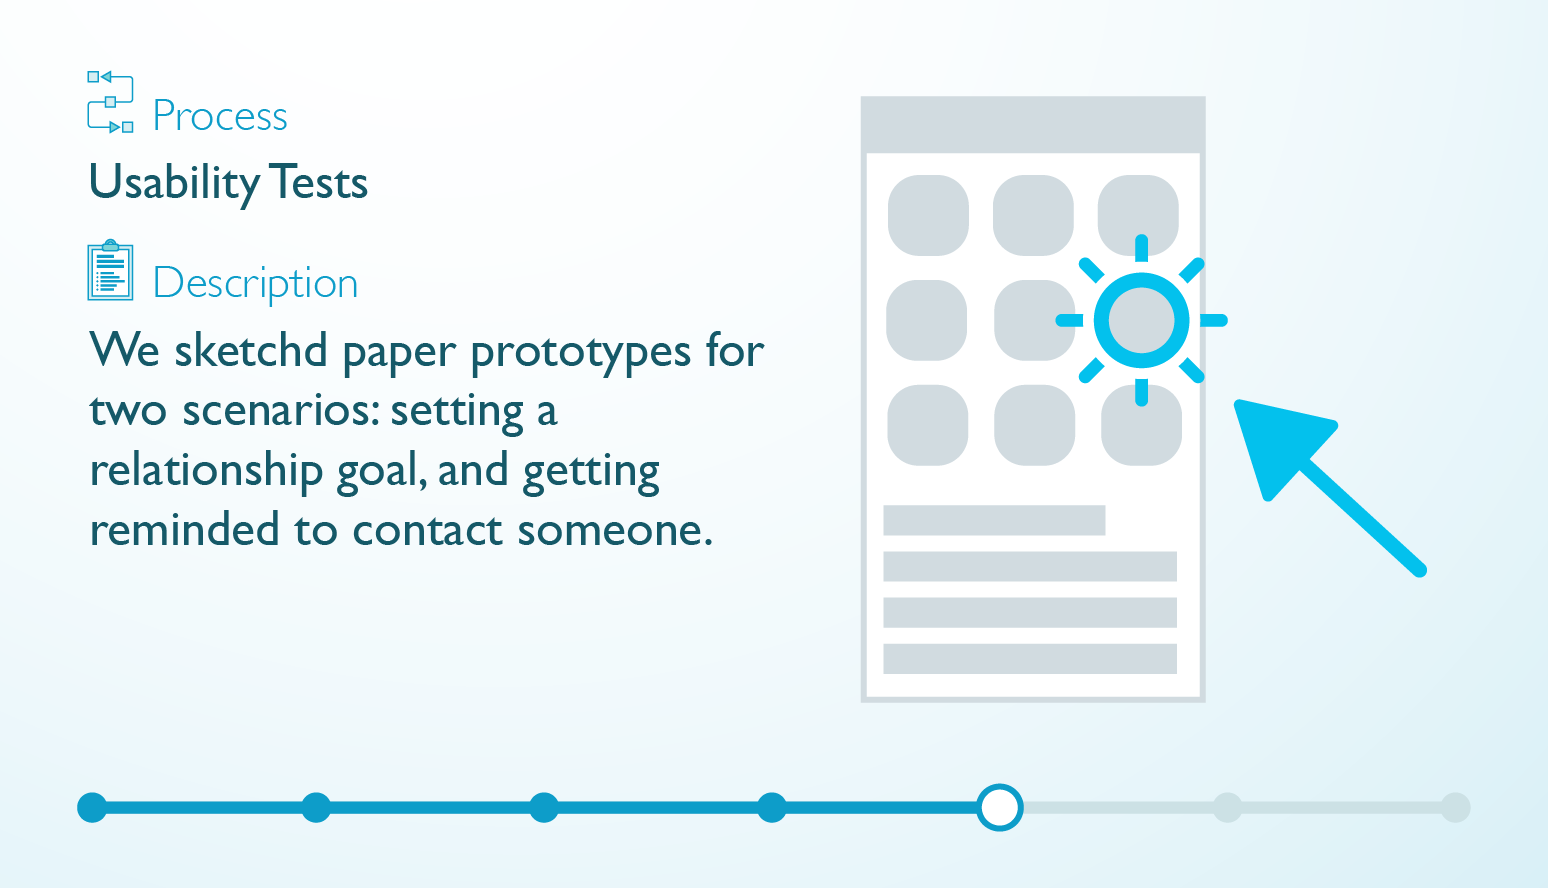 Process
Usability Tests
Description
We sketchd paper prototypes for
two scenarios: setting a
relationship goal, and getting
reminded to contact someone.